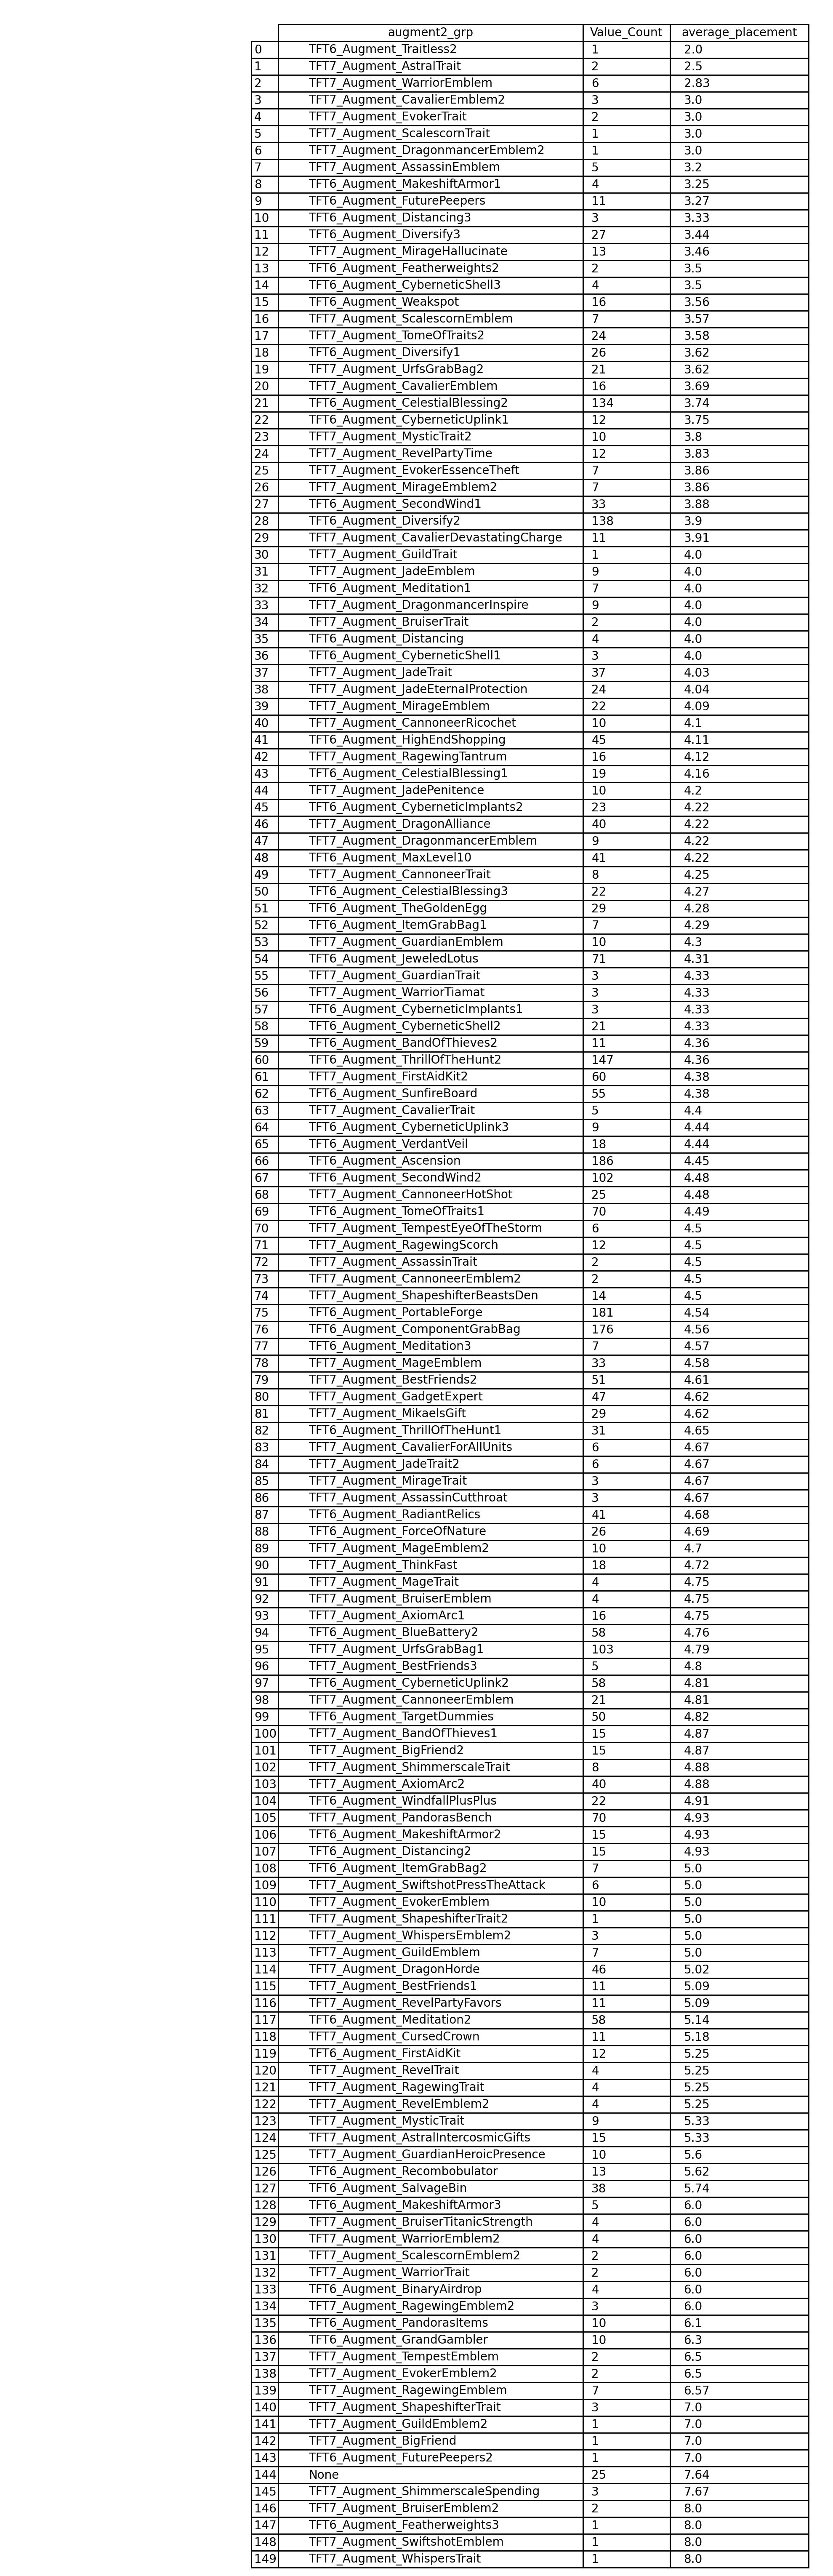 augment2_grp Value_Count average_placement
0 TFT6_Augment_Traitless2 1 2.0
1 TFT7_Augment_AstralTrait 2 2.5
2 TFT7_Augment_WarriorEmblem 6 2.83
3 TFT7_Augment_CavalierEmblem2 3 3.0
4 TFT7_Augment_EvokerTrait 2 3.0
5 TFT7_Augment_ScalescornTrait 1 3.0
6 TFT7_Augment_DragonmancerEmblem2 1 3.0
7 TFT7_Augment_AssassinEmblem 5 3.2
8 TFT6_Augment_MakeshiftArmor1 4 3.25
9 TFT6_Augment_FuturePeepers 11 3.27
10 TFT6_Augment_Distancing3 3 3.33
11 TFT6_Augment_Diversify3 27 3.44
12 TFT7_Augment_MirageHallucinate 13 3.46
13 TFT6_Augment_Featherweights2 2 3.5
14 TFT6_Augment_CyberneticShell3 4 3.5
15 TFT6_Augment_Weakspot 16 3.56
16 TFT7_Augment_ScalescornEmblem 7 3.57
17 TFT7_Augment_TomeOfTraits2 24 3.58
18 TFT6_Augment_Diversify1 26 3.62
19 TFT7_Augment_UrfsGrabBag2 21 3.62
20 TFT7_Augment_CavalierEmblem 16 3.69
21 TFT6_Augment_CelestialBlessing2 134 3.74
22 TFT6_Augment_CyberneticUplink1 12 3.75
23 TFT7_Augment_MysticTrait2 10 3.8
24 TFT7_Augment_RevelPartyTime 12 3.83
25 TFT7_Augment_EvokerEssenceTheft 7 3.86
26 TFT7_Augment_MirageEmblem2 7 3.86
27 TFT6_Augment_SecondWind1 33 3.88
28 TFT6_Augment_Diversify2 138 3.9
29 TFT7_Augment_CavalierDevastatingCharge 11 3.91
30 TFT7_Augment_GuildTrait 1 4.0
31 TFT7_Augment_JadeEmblem 9 4.0
32 TFT6_Augment_Meditation1 7 4.0
33 TFT7_Augment_DragonmancerInspire 9 4.0
34 TFT7_Augment_BruiserTrait 2 4.0
35 TFT6_Augment_Distancing 4 4.0
36 TFT6_Augment_CyberneticShell1 3 4.0
37 TFT7_Augment_JadeTrait 37 4.03
38 TFT7_Augment_JadeEternalProtection 24 4.04
39 TFT7_Augment_MirageEmblem 22 4.09
40 TFT7_Augment_CannoneerRicochet 10 4.1
41 TFT6_Augment_HighEndShopping 45 4.11
42 TFT7_Augment_RagewingTantrum 16 4.12
43 TFT6_Augment_CelestialBlessing1 19 4.16
44 TFT7_Augment_JadePenitence 10 4.2
45 TFT6_Augment_CyberneticImplants2 23 4.22
46 TFT7_Augment_DragonAlliance 40 4.22
47 TFT7_Augment_DragonmancerEmblem 9 4.22
48 TFT6_Augment_MaxLevel10 41 4.22
49 TFT7_Augment_CannoneerTrait 8 4.25
50 TFT6_Augment_CelestialBlessing3 22 4.27
51 TFT6_Augment_TheGoldenEgg 29 4.28
52 TFT6_Augment_ItemGrabBag1 7 4.29
53 TFT7_Augment_GuardianEmblem 10 4.3
54 TFT6_Augment_JeweledLotus 71 4.31
55 TFT7_Augment_GuardianTrait 3 4.33
56 TFT7_Augment_WarriorTiamat 3 4.33
57 TFT6_Augment_CyberneticImplants1 3 4.33
58 TFT6_Augment_CyberneticShell2 21 4.33
59 TFT6_Augment_BandOfThieves2 11 4.36
60 TFT6_Augment_ThrillOfTheHunt2 147 4.36
61 TFT7_Augment_FirstAidKit2 60 4.38
62 TFT6_Augment_SunfireBoard 55 4.38
63 TFT7_Augment_CavalierTrait 5 4.4
64 TFT6_Augment_CyberneticUplink3 9 4.44
65 TFT6_Augment_VerdantVeil 18 4.44
66 TFT6_Augment_Ascension 186 4.45
67 TFT6_Augment_SecondWind2 102 4.48
68 TFT7_Augment_CannoneerHotShot 25 4.48
69 TFT6_Augment_TomeOfTraits1 70 4.49
70 TFT7_Augment_TempestEyeOfTheStorm 6 4.5
71 TFT7_Augment_RagewingScorch 12 4.5
72 TFT7_Augment_AssassinTrait 2 4.5
73 TFT7_Augment_CannoneerEmblem2 2 4.5
74 TFT7_Augment_ShapeshifterBeastsDen 14 4.5
75 TFT6_Augment_PortableForge 181 4.54
76 TFT6_Augment_ComponentGrabBag 176 4.56
77 TFT6_Augment_Meditation3 7 4.57
78 TFT7_Augment_MageEmblem 33 4.58
79 TFT7_Augment_BestFriends2 51 4.61
80 TFT7_Augment_GadgetExpert 47 4.62
81 TFT7_Augment_MikaelsGift 29 4.62
82 TFT6_Augment_ThrillOfTheHunt1 31 4.65
83 TFT7_Augment_CavalierForAllUnits 6 4.67
84 TFT7_Augment_JadeTrait2 6 4.67
85 TFT7_Augment_MirageTrait 3 4.67
86 TFT7_Augment_AssassinCutthroat 3 4.67
87 TFT6_Augment_RadiantRelics 41 4.68
88 TFT6_Augment_ForceOfNature 26 4.69
89 TFT7_Augment_MageEmblem2 10 4.7
90 TFT7_Augment_ThinkFast 18 4.72
91 TFT7_Augment_MageTrait 4 4.75
92 TFT7_Augment_BruiserEmblem 4 4.75
93 TFT7_Augment_AxiomArc1 16 4.75
94 TFT6_Augment_BlueBattery2 58 4.76
95 TFT7_Augment_UrfsGrabBag1 103 4.79
96 TFT7_Augment_BestFriends3 5 4.8
97 TFT6_Augment_CyberneticUplink2 58 4.81
98 TFT7_Augment_CannoneerEmblem 21 4.81
99 TFT6_Augment_TargetDummies 50 4.82
100 TFT7_Augment_BandOfThieves1 15 4.87
101 TFT7_Augment_BigFriend2 15 4.87
102 TFT7_Augment_ShimmerscaleTrait 8 4.88
103 TFT7_Augment_AxiomArc2 40 4.88
104 TFT6_Augment_WindfallPlusPlus 22 4.91
105 TFT7_Augment_PandorasBench 70 4.93
106 TFT6_Augment_MakeshiftArmor2 15 4.93
107 TFT6_Augment_Distancing2 15 4.93
108 TFT6_Augment_ItemGrabBag2 7 5.0
109 TFT7_Augment_SwiftshotPressTheAttack 6 5.0
110 TFT7_Augment_EvokerEmblem 10 5.0
111 TFT7_Augment_ShapeshifterTrait2 1 5.0
112 TFT7_Augment_WhispersEmblem2 3 5.0
113 TFT7_Augment_GuildEmblem 7 5.0
114 TFT7_Augment_DragonHorde 46 5.02
115 TFT7_Augment_BestFriends1 11 5.09
116 TFT7_Augment_RevelPartyFavors 11 5.09
117 TFT6_Augment_Meditation2 58 5.14
118 TFT7_Augment_CursedCrown 11 5.18
119 TFT6_Augment_FirstAidKit 12 5.25
120 TFT7_Augment_RevelTrait 4 5.25
121 TFT7_Augment_RagewingTrait 4 5.25
122 TFT7_Augment_RevelEmblem2 4 5.25
123 TFT7_Augment_MysticTrait 9 5.33
124 TFT7_Augment_AstralIntercosmicGifts 15 5.33
125 TFT7_Augment_GuardianHeroicPresence 10 5.6
126 TFT6_Augment_Recombobulator 13 5.62
127 TFT6_Augment_SalvageBin 38 5.74
128 TFT6_Augment_MakeshiftArmor3 5 6.0
129 TFT7_Augment_BruiserTitanicStrength 4 6.0
130 TFT7_Augment_WarriorEmblem2 4 6.0
131 TFT7_Augment_ScalescornEmblem2 2 6.0
132 TFT7_Augment_WarriorTrait 2 6.0
133 TFT6_Augment_BinaryAirdrop 4 6.0
134 TFT7_Augment_RagewingEmblem2 3 6.0
135 TFT6_Augment_PandorasItems 10 6.1
136 TFT6_Augment_GrandGambler 10 6.3
137 TFT7_Augment_TempestEmblem 2 6.5
138 TFT7_Augment_EvokerEmblem2 2 6.5
139 TFT7_Augment_RagewingEmblem 7 6.57
140 TFT7_Augment_ShapeshifterTrait 3 7.0
141 TFT7_Augment_GuildEmblem2 1 7.0
142 TFT7_Augment_BigFriend 1 7.0
143 TFT6_Augment_FuturePeepers2 1 7.0
144 None 25 7.64
145 TFT7_Augment_ShimmerscaleSpending 3 7.67
146 TFT7_Augment_BruiserEmblem2 2 8.0
147 TFT6_Augment_Featherweights3 1 8.0
148 TFT7_Augment_SwiftshotEmblem 1 8.0
149 TFT7_Augment_WhispersTrait 1 8.0